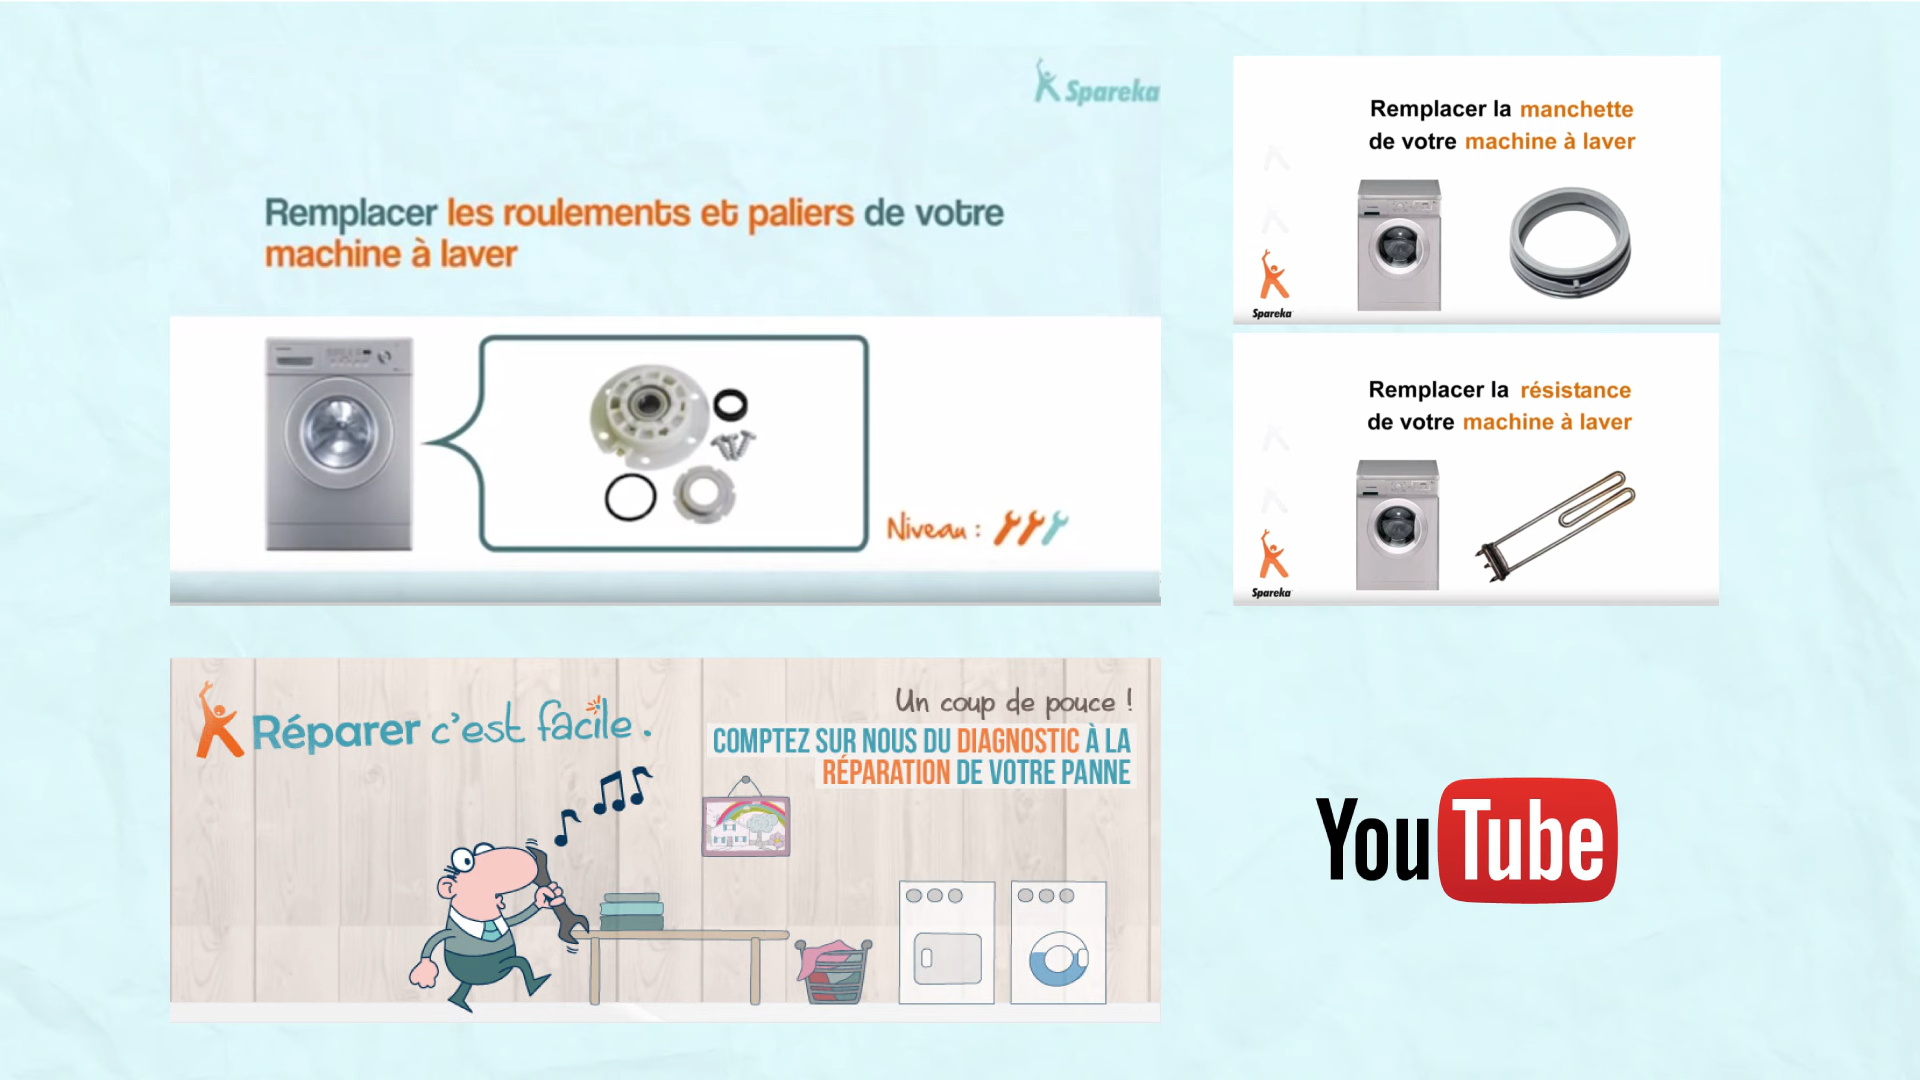 Spareka
Remplacer les roulements et paliers de votre
machine à laver
Niveau :
Remplacer la manchette
de votre machine à laver
Spareka
Remplacer la résistance
de votre machine à laver
Spareka
Réparer c'est facile .
Un coup de pouce !
COMPTEZ SUR NOUS DU DIAGNOSTIC À LA
RÉPARATION DE VOTRE PANNE
YouTube